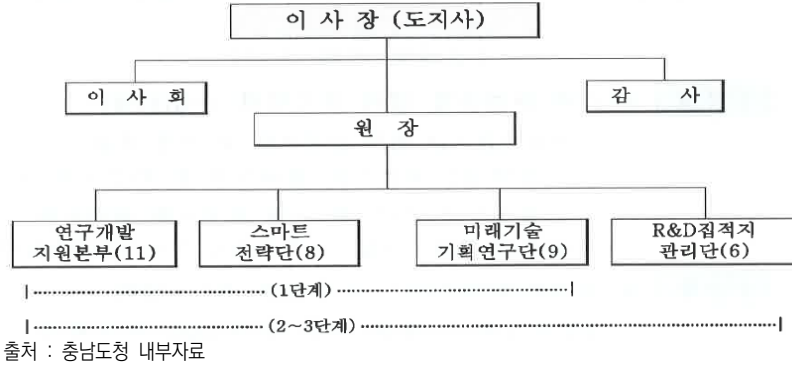 이 사 장 (도지사)
이 사 회
감 사
원 장
연구개발
지원본부(11)
스마트
전략단(8)
미래기술
기획연구단(9)
R&D집적지
관리단(6)
(1단계)
(2~3단계)
출처 : 충남도청 내부자료